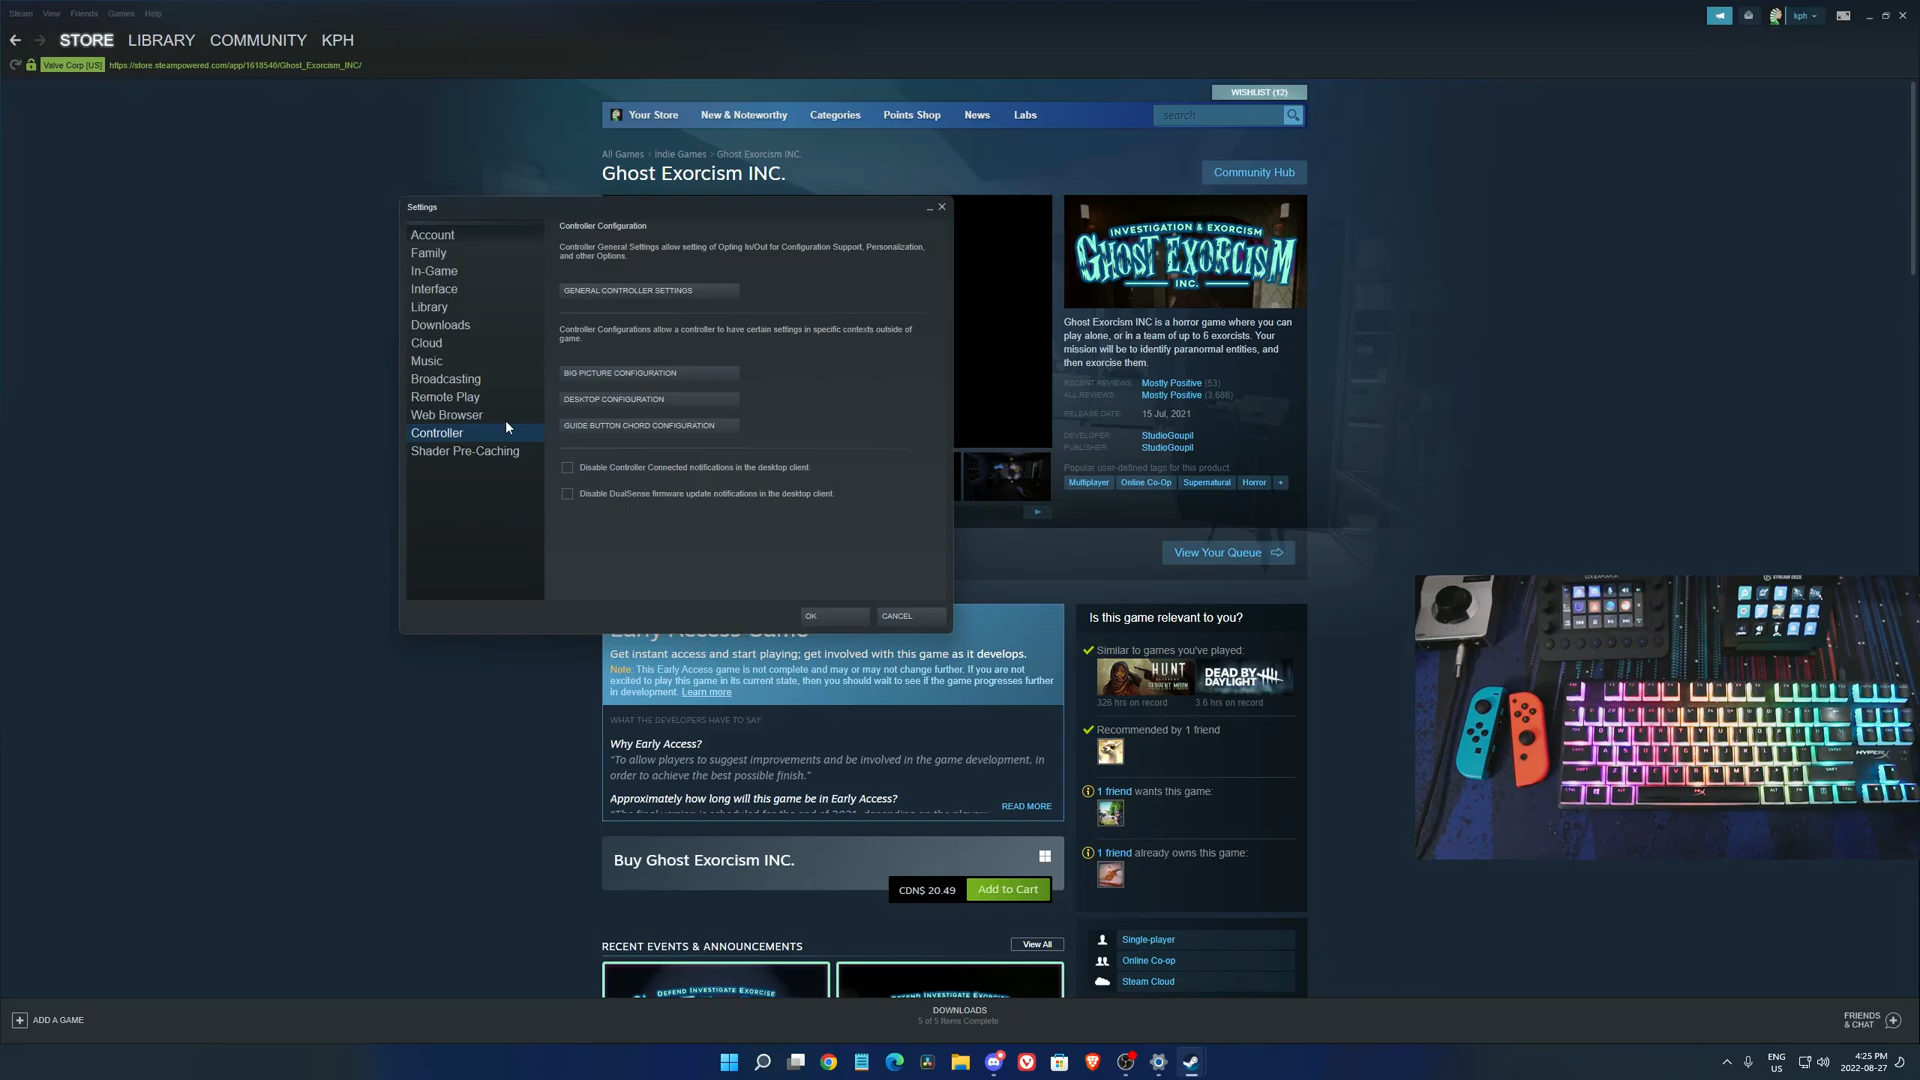 Steam View Friends Games Help
kph
STORE LIBRARY COMMUNITY KPH
Valve Corp [US] https://store.steampowered.com/app/1618540/Ghost_Exorcism_INC/
WISHLIST (12)
Your Store New & Noteworthy Categories Points Shop News Labs search
All Games > Indie Games > Ghost Exorcism INC.
Ghost Exorcism INC.
Community Hub
Settings
Account
Family
In-Game
Interface
Library
Downloads
Cloud
Music
Broadcasting
Remote Play
Web Browser
Controller
Shader Pre-Caching
Controller Configuration
Controller General Settings allow setting of Opting In/Out for Configuration Support, Personalization,
and other Options.
GENERAL CONTROLLER SETTINGS
Controller Configurations allow a controller to have certain settings in specific contexts outside of
game.
BIG PICTURE CONFIGURATION
DESKTOP CONFIGURATION
GUIDE BUTTON CHORD CONFIGURATION
Disable Controller Connected notifications in the desktop client.
Disable DualSense firmware update notifications in the desktop client.
OK CANCEL
INVESTIGATION & EXORCISM
GHOST EXORCISM
INC.
Ghost Exorcism INC is a horror game where you can
play alone, or in a team of up to 6 exorcists. Your
mission will be to identify paranormal entities, and
then exorcise them.
RECENT REVIEWS: Mostly Positive (53)
ALL REVIEWS: Mostly Positive (3,686)
RELEASE DATE: 15 Jul, 2021
DEVELOPER: StudioGoupil
PUBLISHER: StudioGoupil
Popular user-defined tags for this product:
Multiplayer Online Co-Op Supernatural Horror +
View Your Queue
Early Access Game
Get instant access and start playing; get involved with this game as it develops.
Note: This Early Access game is not complete and may or may not change further. If you are not
excited to play this game in its current state, then you should wait to see if the game progresses further
in development. Learn more
WHAT THE DEVELOPERS HAVE TO SAY:
Why Early Access?
"To allow players to suggest improvements and be involved in the game development, in
order to achieve the best possible finish."
Approximately how long will this game be in Early Access?
READ MORE
Buy Ghost Exorcism INC.
CDN$ 20.49 Add to Cart
RECENT EVENTS & ANNOUNCEMENTS View All
DEFEND INVESTIGATE EXORCISE
DEFEND INVESTIGATE EXORCISE
Is this game relevant to you?
Similar to games you've played:
HUNT DEAD BY
DAYLIGHT
326 hrs on record 3.6 hrs on record
Recommended by 1 friend
1 friend wants this game:
1 friend already owns this game:
Single-player
Online Co-op
Steam Cloud
STREAM DECK
HYPERX
ADD A GAME
DOWNLOADS
5 of 5 Items Complete
FRIENDS
& CHAT
ENG
US
4:25 PM
2022-08-27